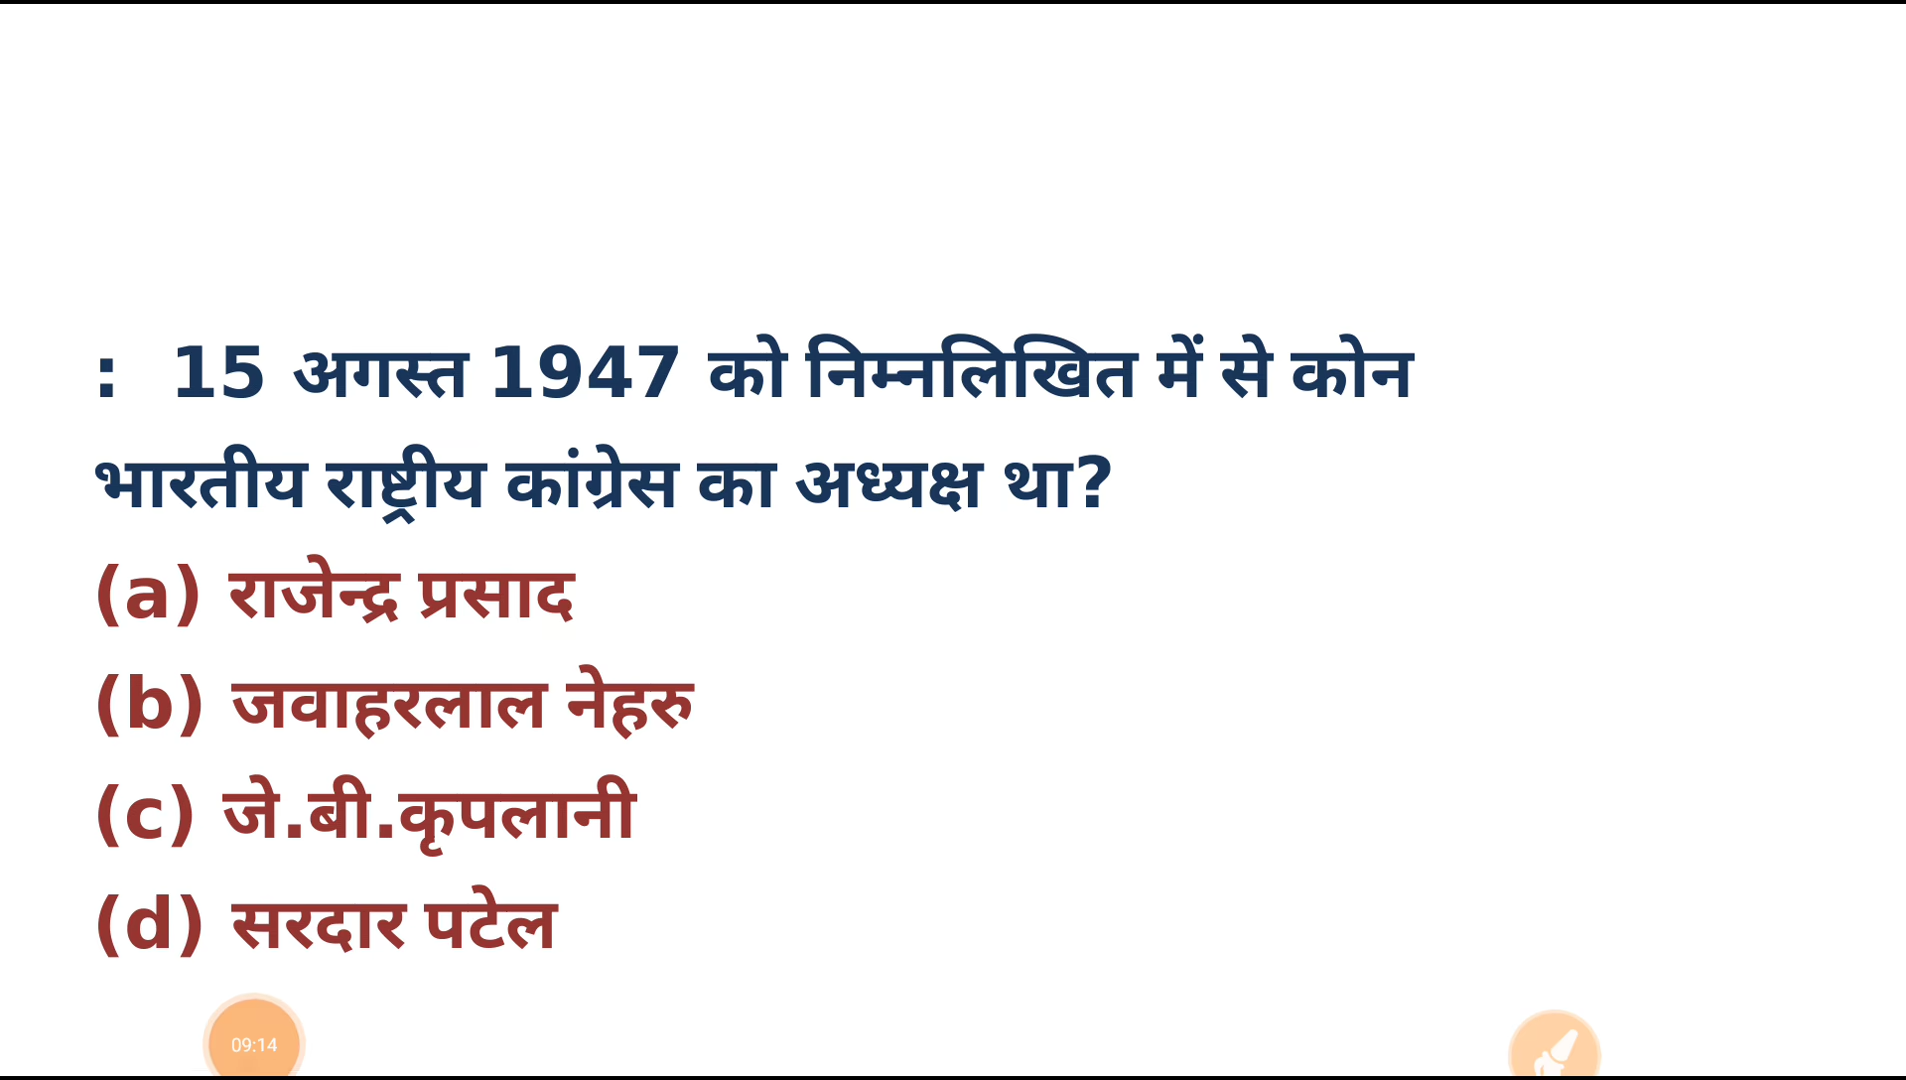 : 15 अगस्त 1947 को निम्नलिखित में से कोन
भारतीय राष्ट्रीय कांग्रेस का अध्यक्ष था?
(a) राजेन्द्र प्रसाद
(b) जवाहरलाल नेहरु
(c) जे.बी.कृपलानी
(d) सरदार पटेल
09:14